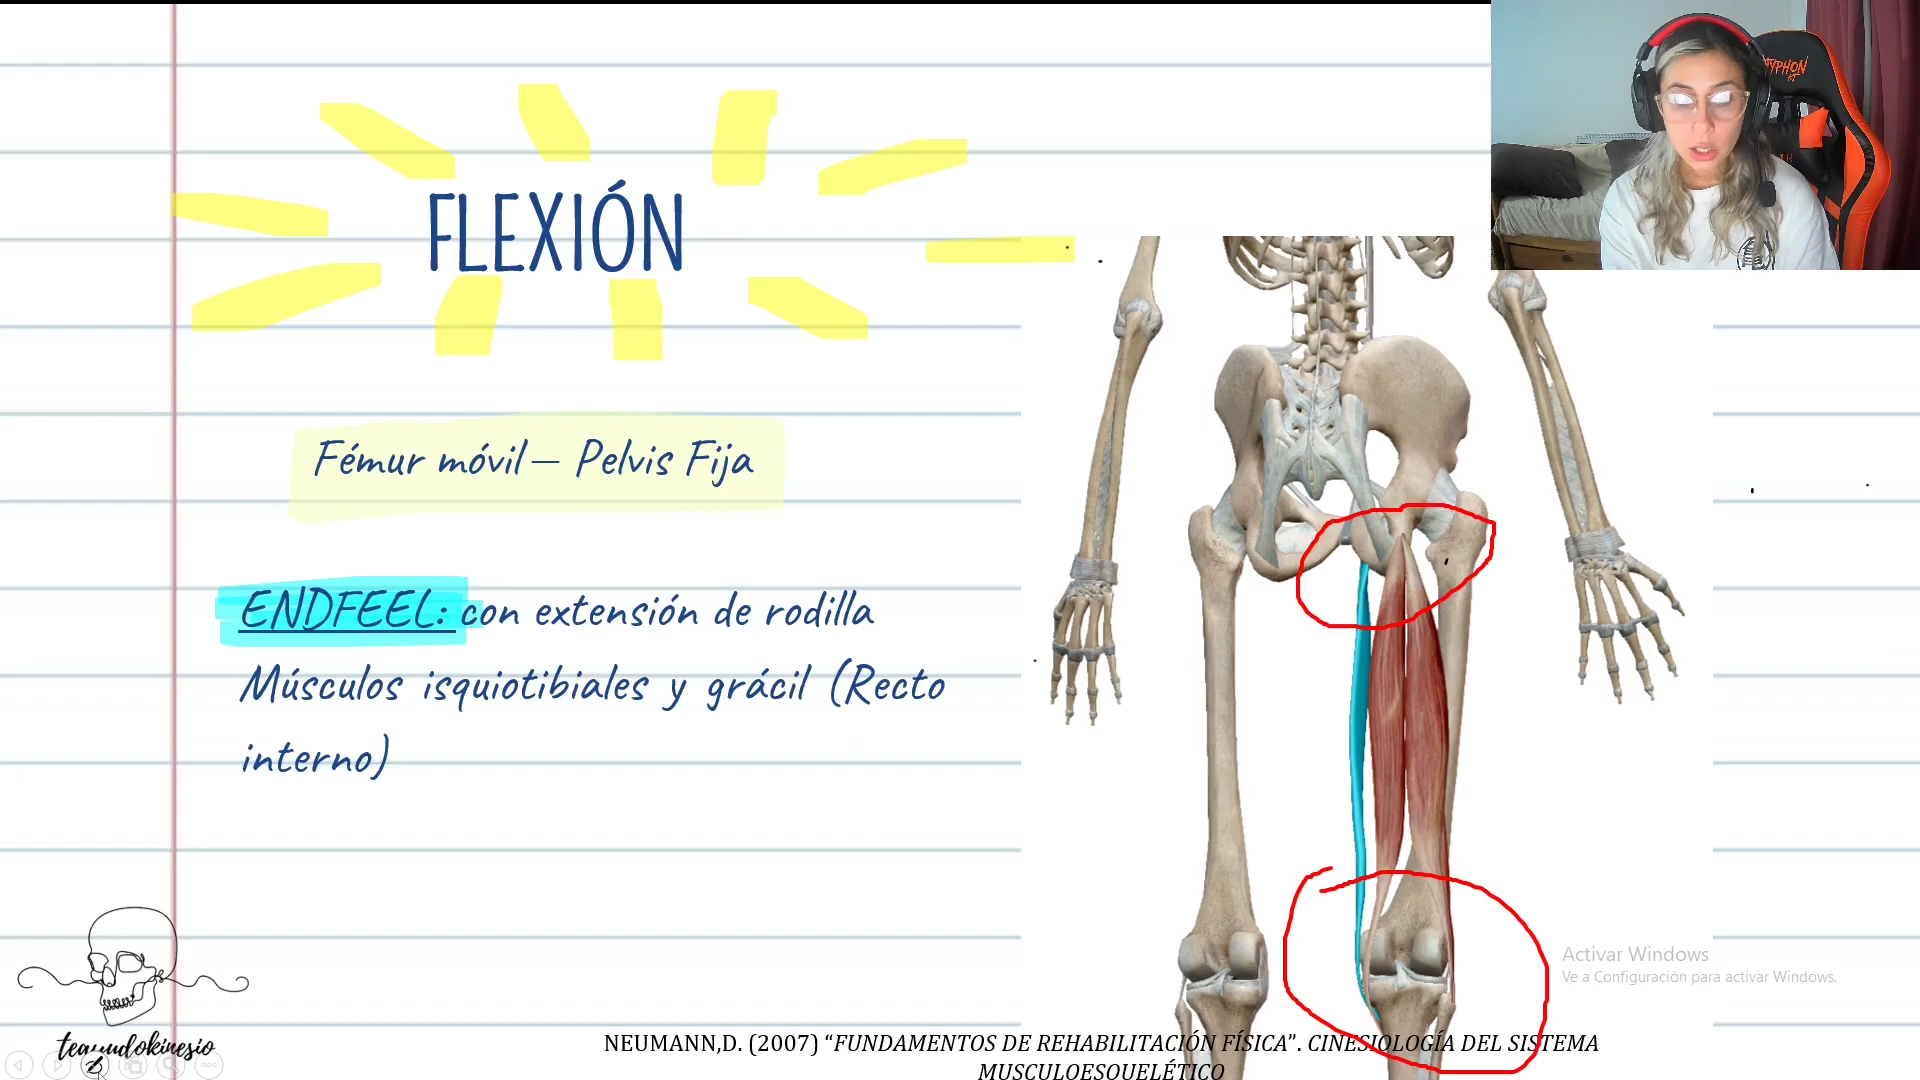 FLEXIÓN
Fémur móvil– Pelvis Fija
ENDFEEL: con extensión de rodilla
Músculos isquiotibiales y grácil (Recto
interno)
Activar Windows
Ve a Configuración para activar Windows.
teayudokinesio
NEUMANN,D. (2007) “FUNDAMENTOS DE REHABILITACIÓN FÍSICA”. CINESIOLOGÍA DEL SISTEMA
MUSCULOESQUELÉTICO